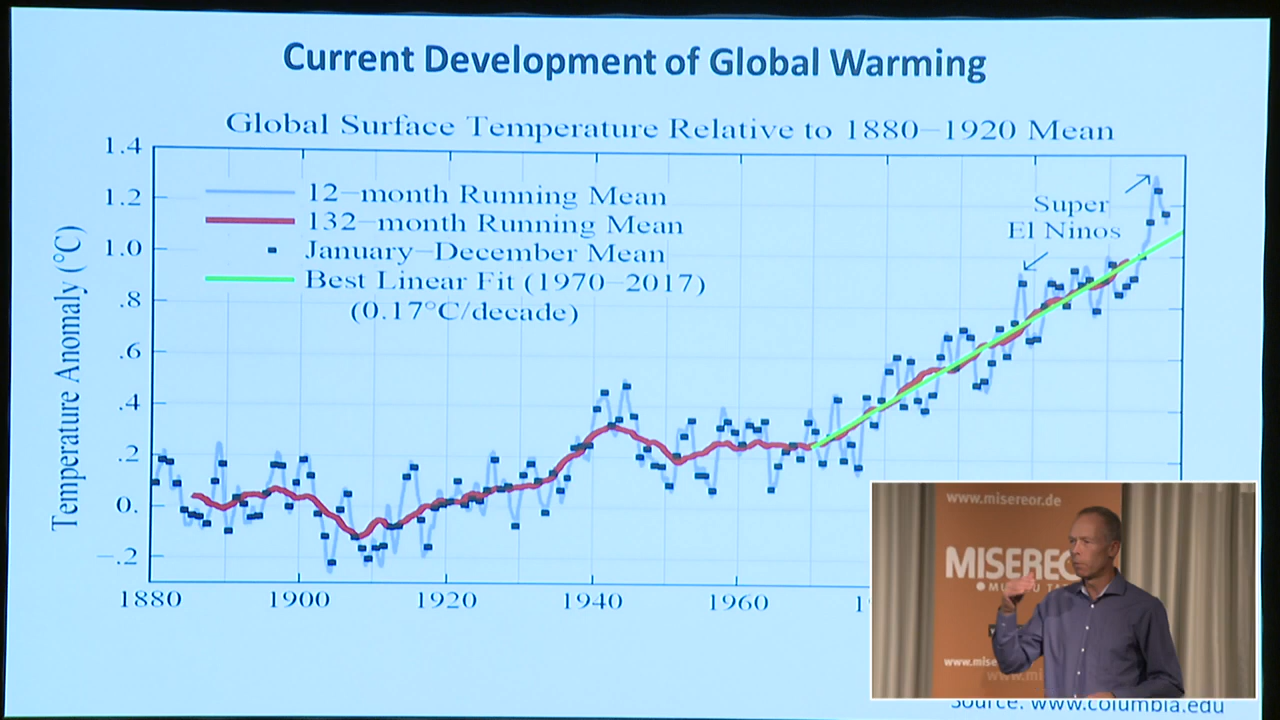 Current Development of Global Warming
Global Surface Temperature Relative to 1880−1920 Mean
1.4
1.2
1.0
.8
.6
.4
.2
0.
−.2
Temperature Anomaly (°C)
12−month Running Mean
132−month Running Mean
January−December Mean
Best Linear Fit (1970−2017)
(0.17°C/decade)
Super
El Ninos
1880
1900
1920
1940
1960
www.misereor.de
MISEREO
Source: www.columbia.edu